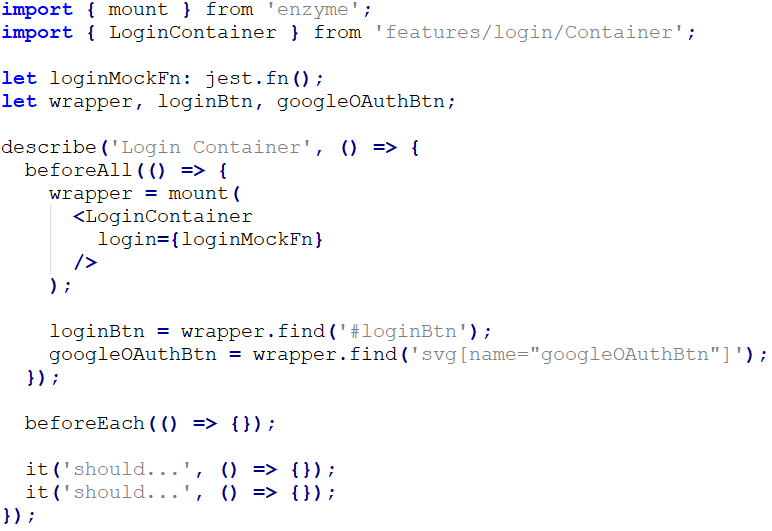 import { mount } from 'enzyme';
import { LoginContainer } from 'features/login/Container';

let loginMockFn: jest.fn();
let wrapper, loginBtn, googleOAuthBtn;

describe('Login Container', () => {
  beforeAll(() => {
    wrapper = mount(
      <LoginContainer
        login={loginMockFn}
      />
    );

    loginBtn = wrapper.find('#loginBtn');
    googleOAuthBtn = wrapper.find('svg[name="googleOAuthBtn"]');
  });

  beforeEach(() => {});

  it('should...', () => {});
  it('should...', () => {});
});